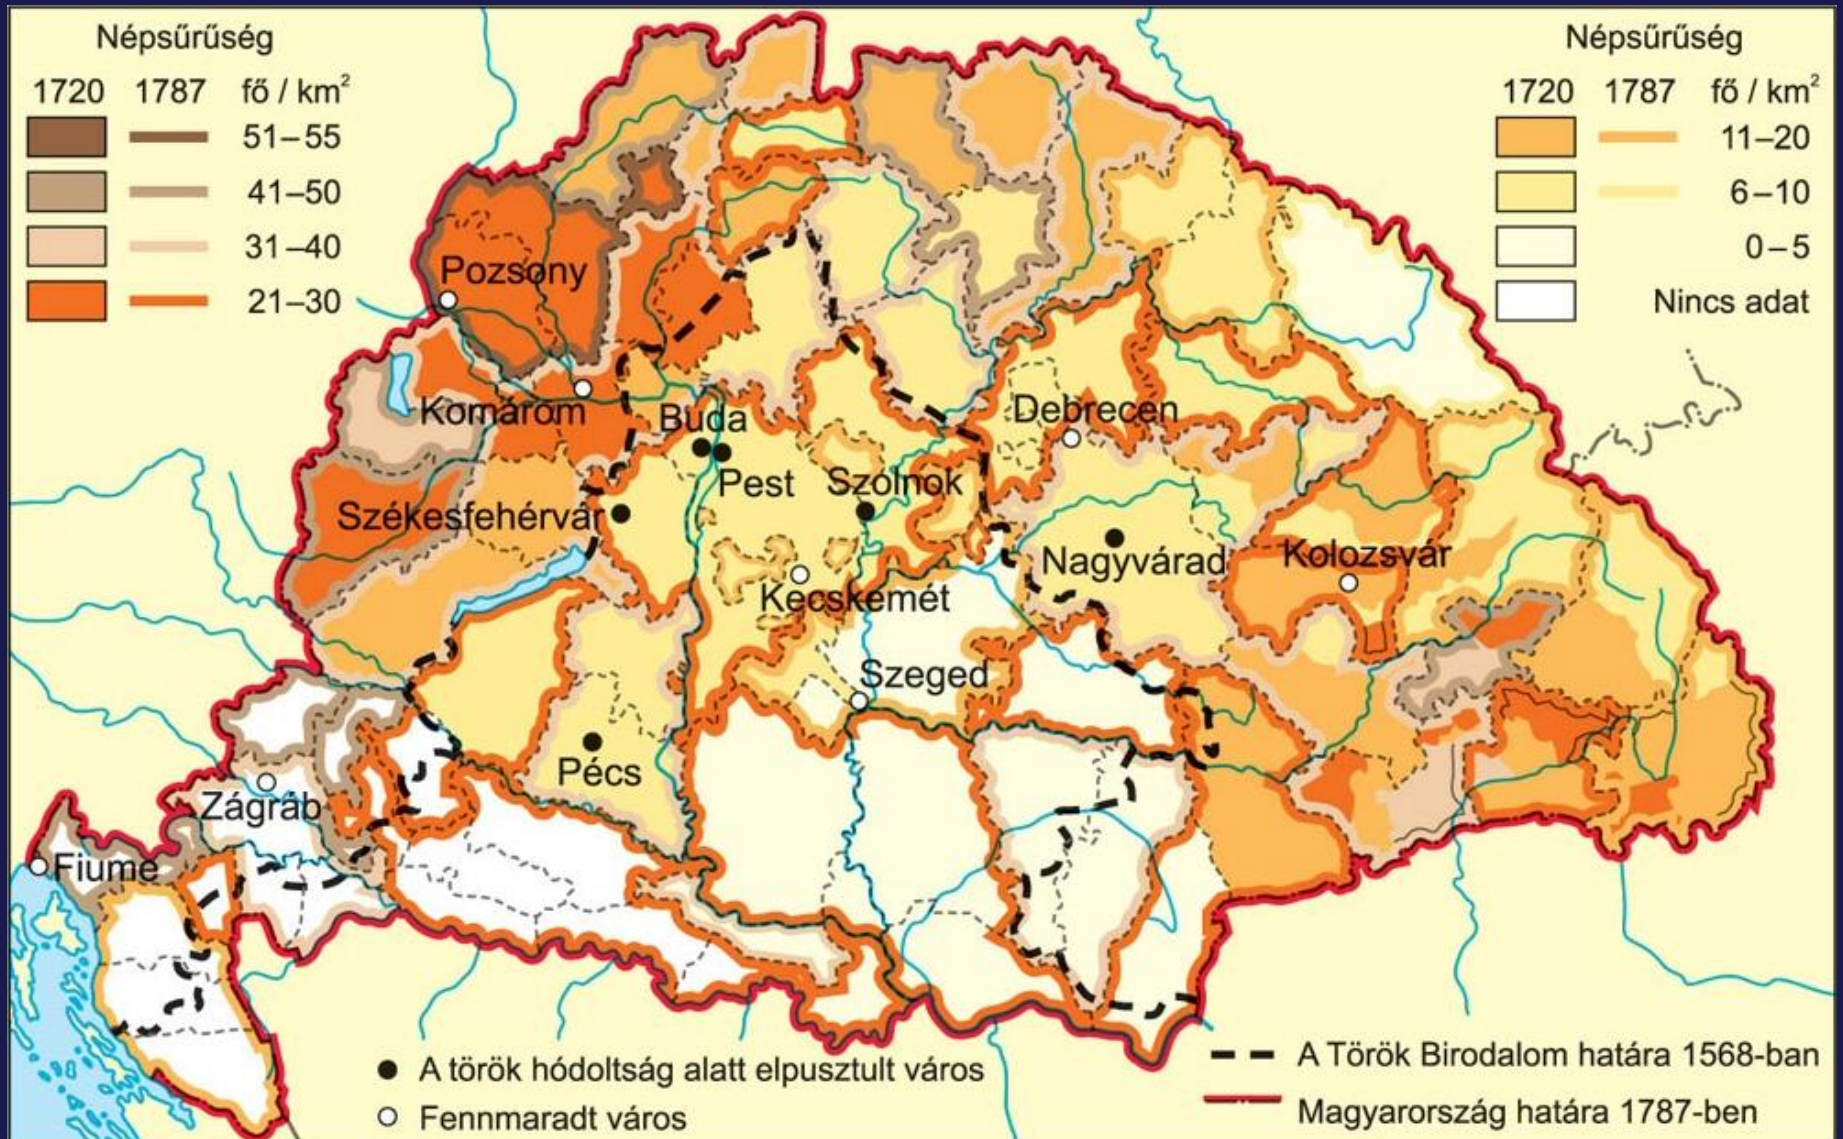 Népsűrűség
1720 1787 fő / km²
51–55
41–50
31–40
21–30
Népsűrűség
1720 1787 fő / km²
11–20
6–10
0–5
Nincs adat
Pozsony
Komárom
Buda
Pest
Debrecen
Szolnok
Székesfehérvár
Nagyvárad
Kolozsvár
Kecskemét
Szeged
Pécs
Zágráb
Fiume
A török hódoltság alatt elpusztult város
Fennmaradt város
A Török Birodalom határa 1568-ban
Magyarország határa 1787-ben